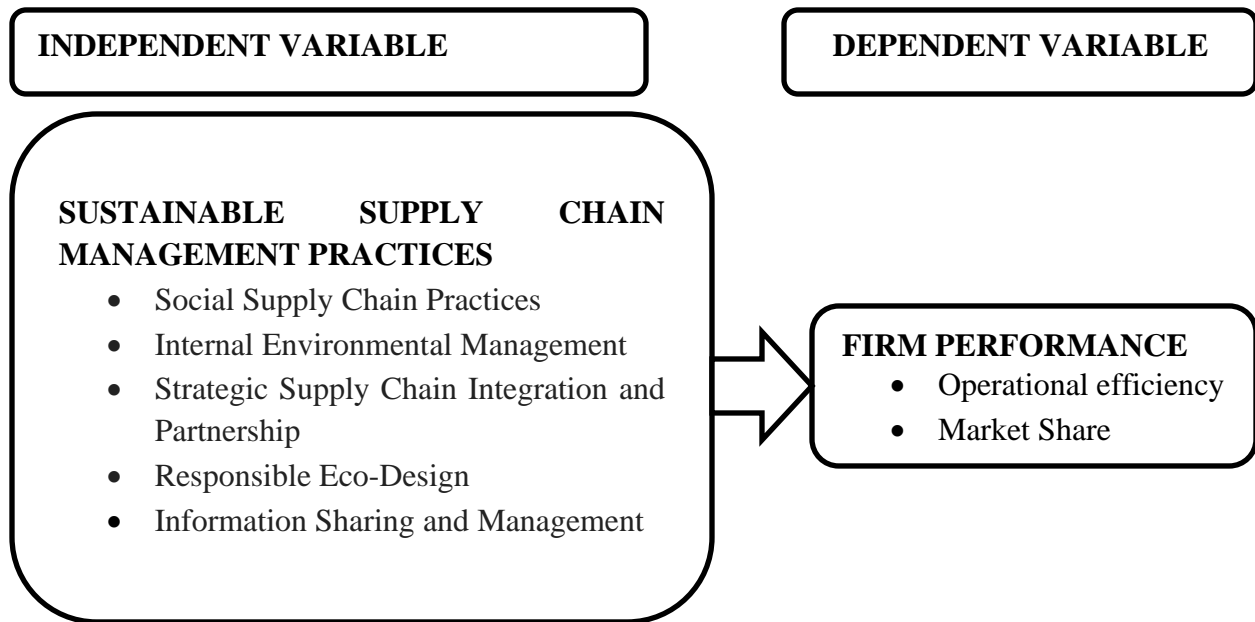 INDEPENDENT VARIABLE
DEPENDENT VARIABLE
SUSTAINABLE SUPPLY CHAIN
MANAGEMENT PRACTICES
• Social Supply Chain Practices
• Internal Environmental Management
• Strategic Supply Chain Integration and
Partnership
• Responsible Eco-Design
• Information Sharing and Management
FIRM PERFORMANCE
• Operational efficiency
• Market Share